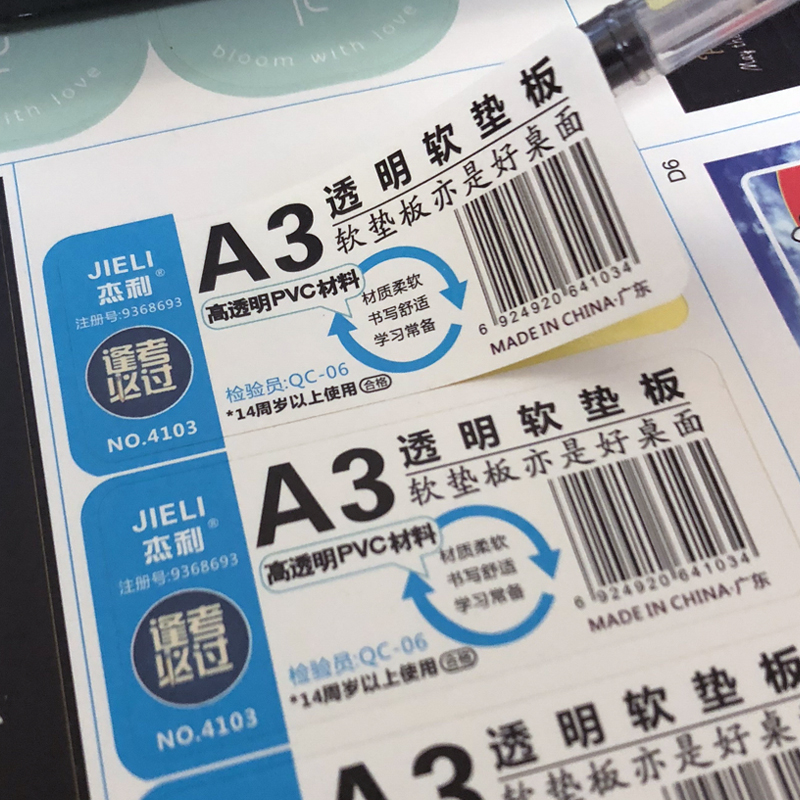 with love
bloom with love
May th
D6
JIELI
杰利®
注册号:9368693
逢考
必过
NO.4103
A3
透明软垫板
软垫板亦是好桌面
高透明PVC材料
材质柔软
书写舒适
学习常备
检验员:QC-06
合格
*14周岁以上使用
6 924920 641034
MADE IN CHINA·广东
JIELI
杰利®
注册号:9368693
逢考
必过
NO.4103
A3
透明软垫板
软垫板亦是好桌面
高透明PVC材料
材质柔软
书写舒适
学习常备
检验员:QC-06
合格
*14周岁以上使用
6 924920 641034
MADE IN CHINA·广东
A3
透明软垫板
软垫板亦是好桌